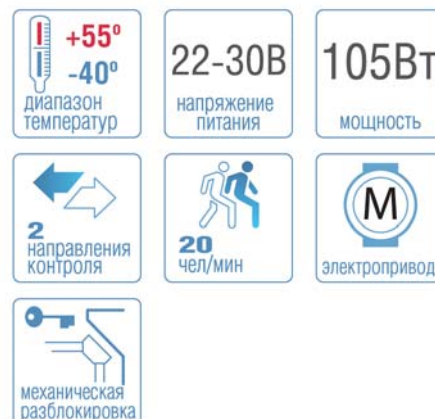 +55°
-40°
диапазон
температур
22-30В
напряжение
питания
105Вт
мощность
2
направления
контроля
20
чел/мин
М
электропривод
механическая
разблокировка